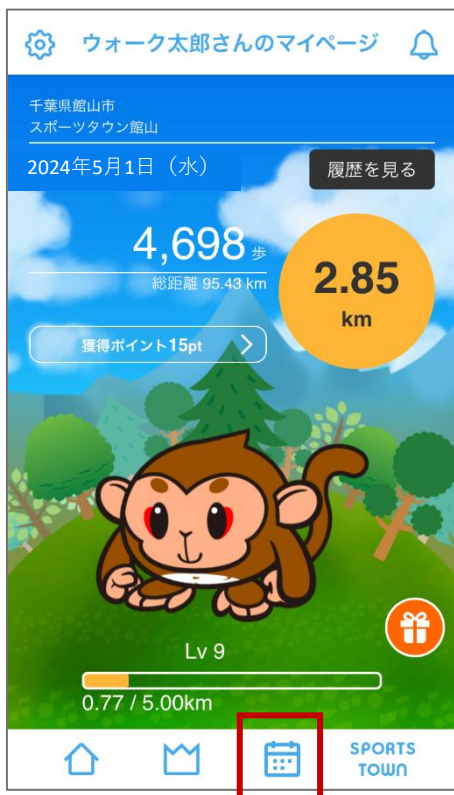 ウォーク太郎さんのマイページ
千葉県館山市
スポーツタウン館山
2024年5月1日（水）
履歴を見る
4,698 歩
総距離 95.43 km
2.85
km
獲得ポイント15pt
Lv 9
0.77 / 5.00km
SPORTS
TOWN